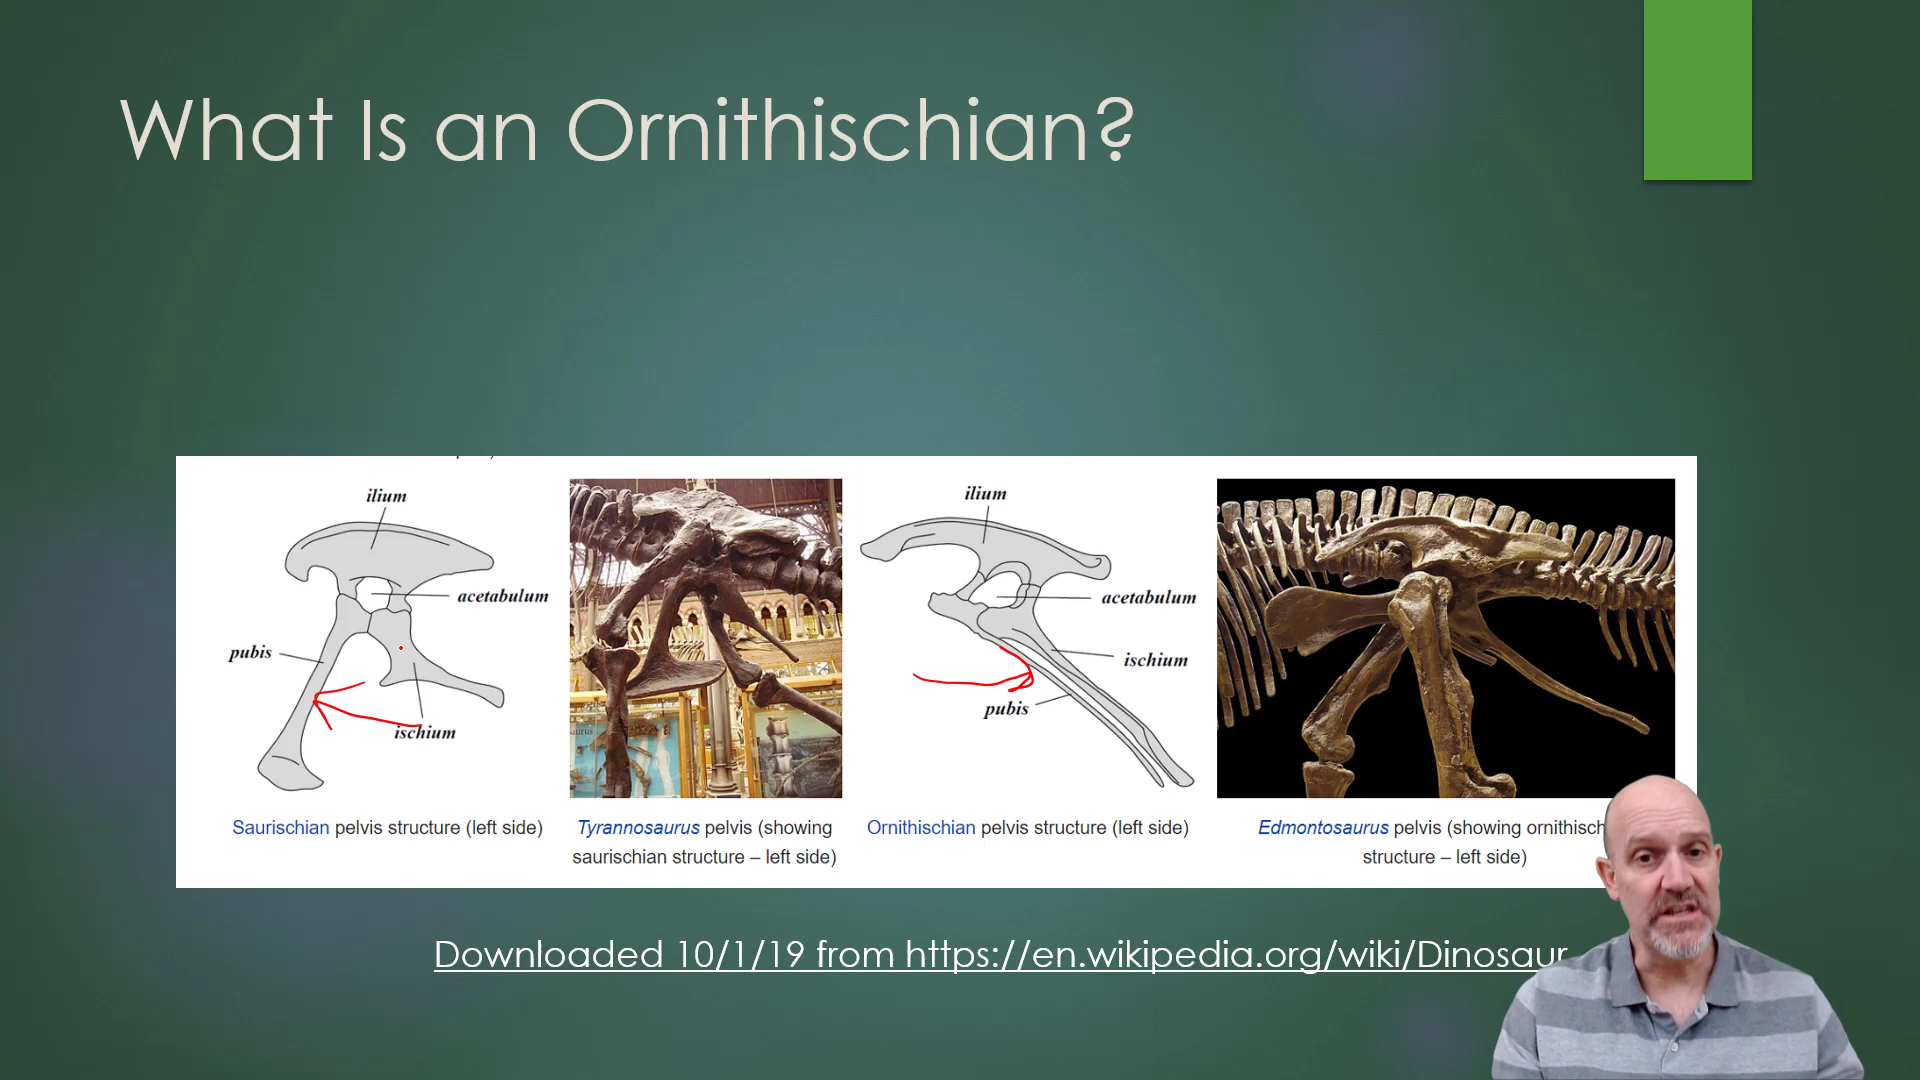 What Is an Ornithischian?
ilium
acetabulum
pubis
ischium
Saurischian pelvis structure (left side)
Tyrannosaurus pelvis (showing
saurischian structure – left side)
ilium
acetabulum
ischium
pubis
Ornithischian pelvis structure (left side)
Edmontosaurus pelvis (showing ornithisch
structure – left side)
Downloaded 10/1/19 from https://en.wikipedia.org/wiki/Dinosaur